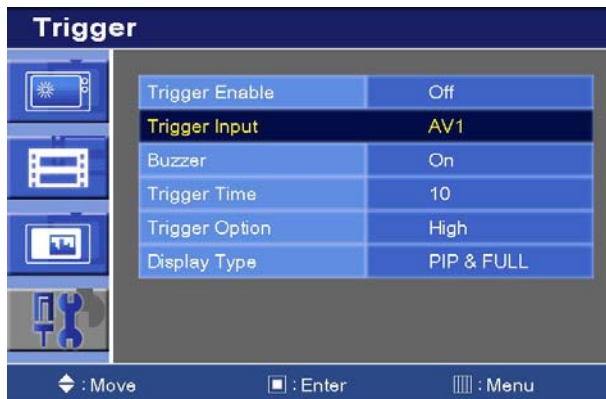 Trigger
Trigger Enable Off
Trigger Input AV1
Buzzer On
Trigger Time 10
Trigger Option High
Display Type PIP & FULL
: Move : Enter : Menu